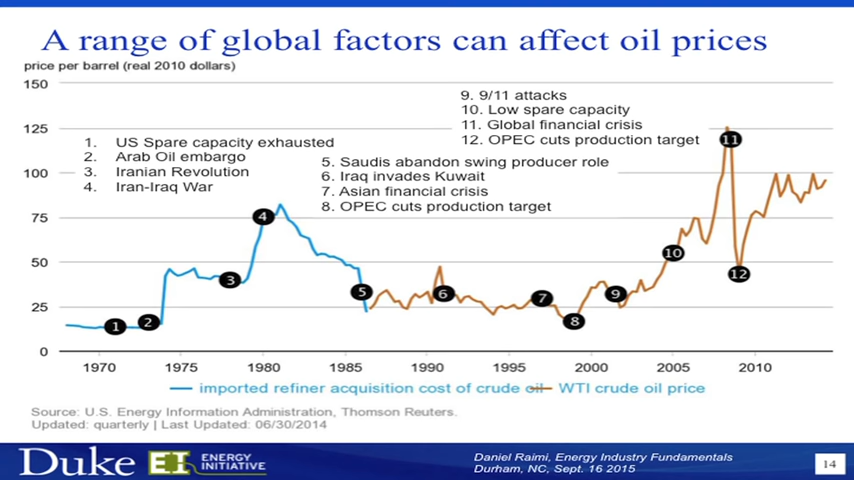 A range of global factors can affect oil prices
price per barrel (real 2010 dollars)
150
125
100
75
50
25
0
1. US Spare capacity exhausted
2. Arab Oil embargo
3. Iranian Revolution
4. Iran-Iraq War
5. Saudis abandon swing producer role
6. Iraq invades Kuwait
7. Asian financial crisis
8. OPEC cuts production target
9. 9/11 attacks
10. Low spare capacity
11. Global financial crisis
12. OPEC cuts production target
1
2
3
4
5
6
7
8
9
10
11
12
1970 1975 1980 1985 1990 1995 2000 2005 2010
imported refiner acquisition cost of crude oil WTI crude oil price
Source: U.S. Energy Information Administration, Thomson Reuters.
Updated: quarterly | Last Updated: 06/30/2014
Duke EI ENERGY
INITIATIVE
Daniel Raimi, Energy Industry Fundamentals
Durham, NC, Sept. 16 2015
14